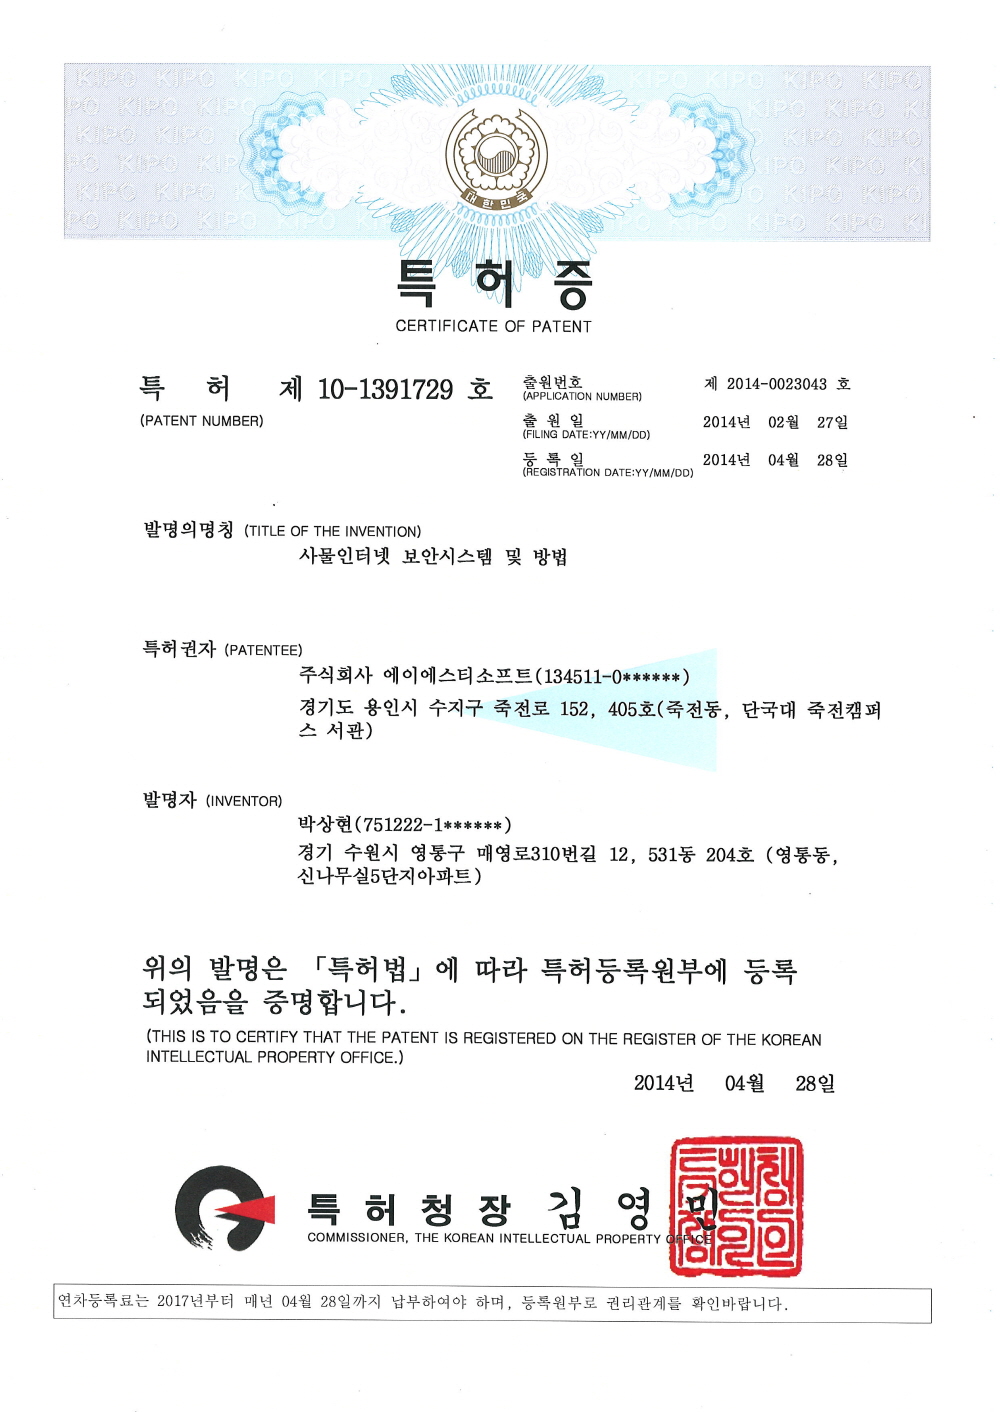 대한민국
특허증
CERTIFICATE OF PATENT
특 허 제 10-1391729 호
(PATENT NUMBER)
출원번호 제 2014-0023043 호
(APPLICATION NUMBER)
출원일 2014년 02월 27일
(FILING DATE:YY/MM/DD)
등록일 2014년 04월 28일
(REGISTRATION DATE:YY/MM/DD)
발명의명칭 (TITLE OF THE INVENTION)
사물인터넷 보안시스템 및 방법
특허권자 (PATENTEE)
주식회사 에이에스티소프트(134511-0******)
경기도 용인시 수지구 죽전로 152, 405호(죽전동, 단국대 죽전캠퍼
스 서관)
발명자 (INVENTOR)
박상현(751222-1******)
경기 수원시 영통구 매영로310번길 12, 531동 204호 (영통동,
신나무실5단지아파트)
위의 발명은 「특허법」에 따라 특허등록원부에 등록
되었음을 증명합니다.
(THIS IS TO CERTIFY THAT THE PATENT IS REGISTERED ON THE REGISTER OF THE KOREAN
INTELLECTUAL PROPERTY OFFICE.)
2014년 04월 28일
특허청장 김영민
COMMISSIONER, THE KOREAN INTELLECTUAL PROPERTY OFFICE
연차등록료는 2017년부터 매년 04월 28일까지 납부하여야 하며, 등록원부로 권리관계를 확인바랍니다.